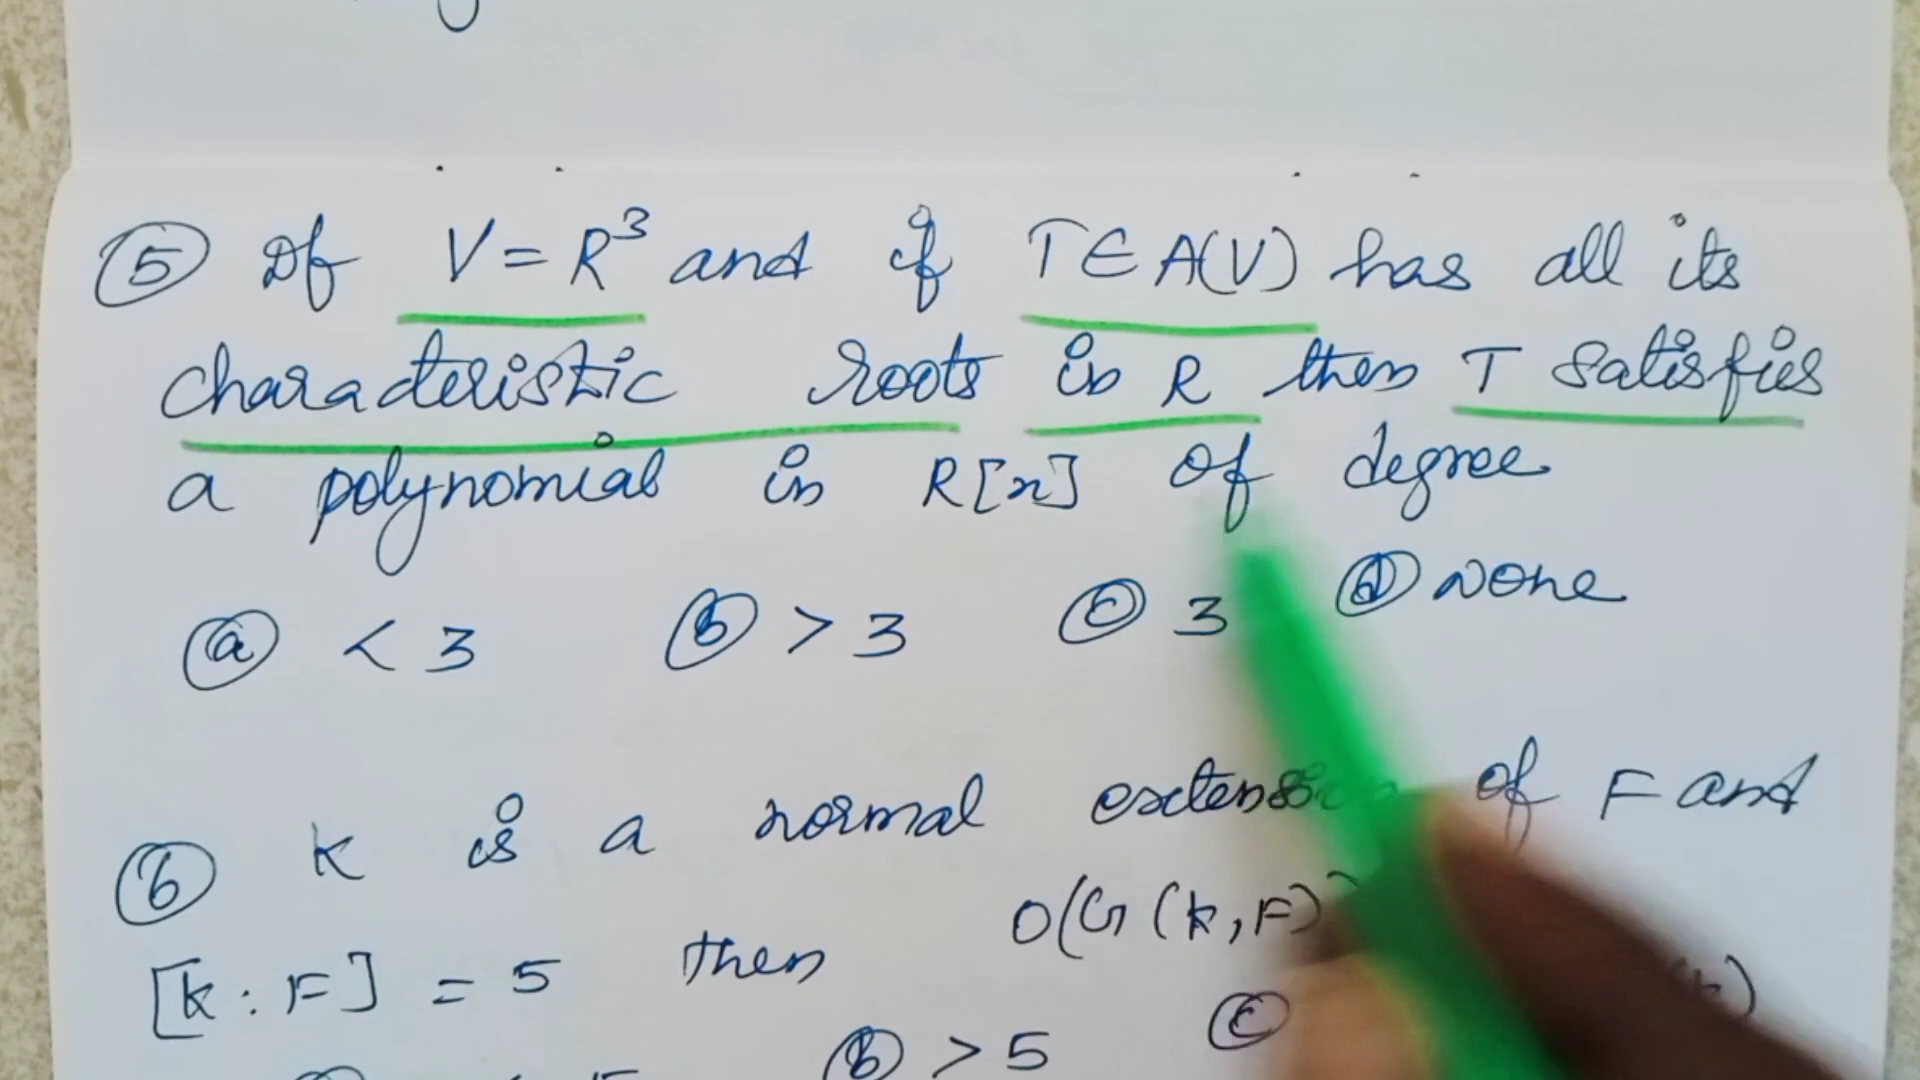 5 If V = R³ and if T∈A(V) has all its
characteristic roots in R then T satisfies
a polynomial in R[x] of degree
a < 3 b > 3 c 3 d None
6 K is a normal extension of F and
[K : F] = 5 then O(G(K,F)
b > 5 c